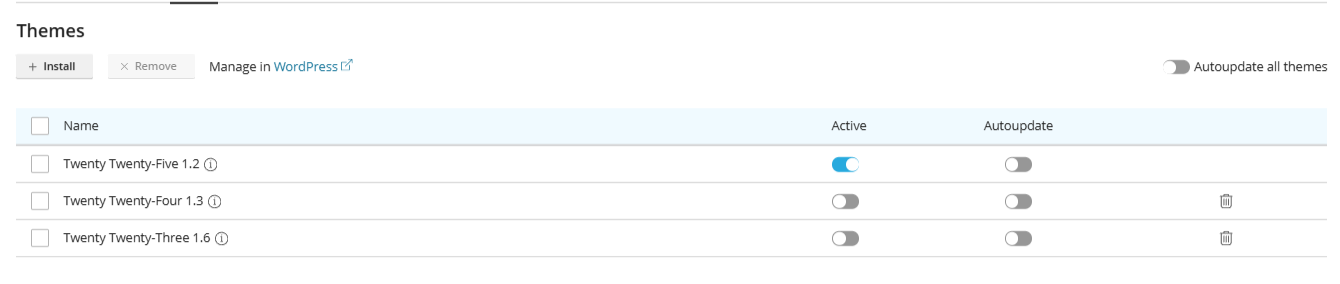 Themes
+ Install × Remove Manage in WordPress Autoupdate all themes
Name Active Autoupdate
Twenty Twenty-Five 1.2
Twenty Twenty-Four 1.3
Twenty Twenty-Three 1.6